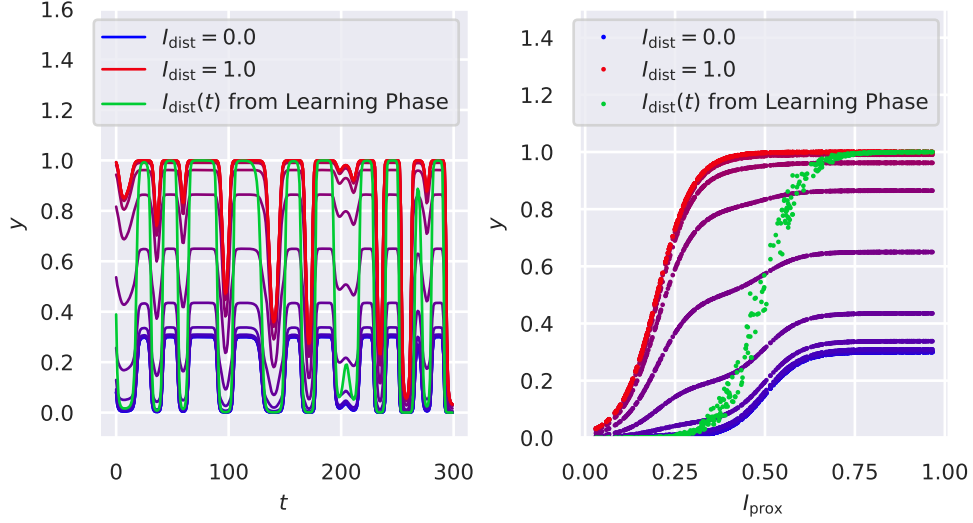 1.6
1.4
1.2
1.0
0.8
0.6
0.4
0.2
0.0
y
0
100
200
300
t
I_dist = 0.0
I_dist = 1.0
I_dist(t) from Learning Phase
1.4
1.2
1.0
0.8
0.6
0.4
0.2
0.0
y
0.00
0.25
0.50
0.75
1.00
I_prox
I_dist = 0.0
I_dist = 1.0
I_dist(t) from Learning Phase